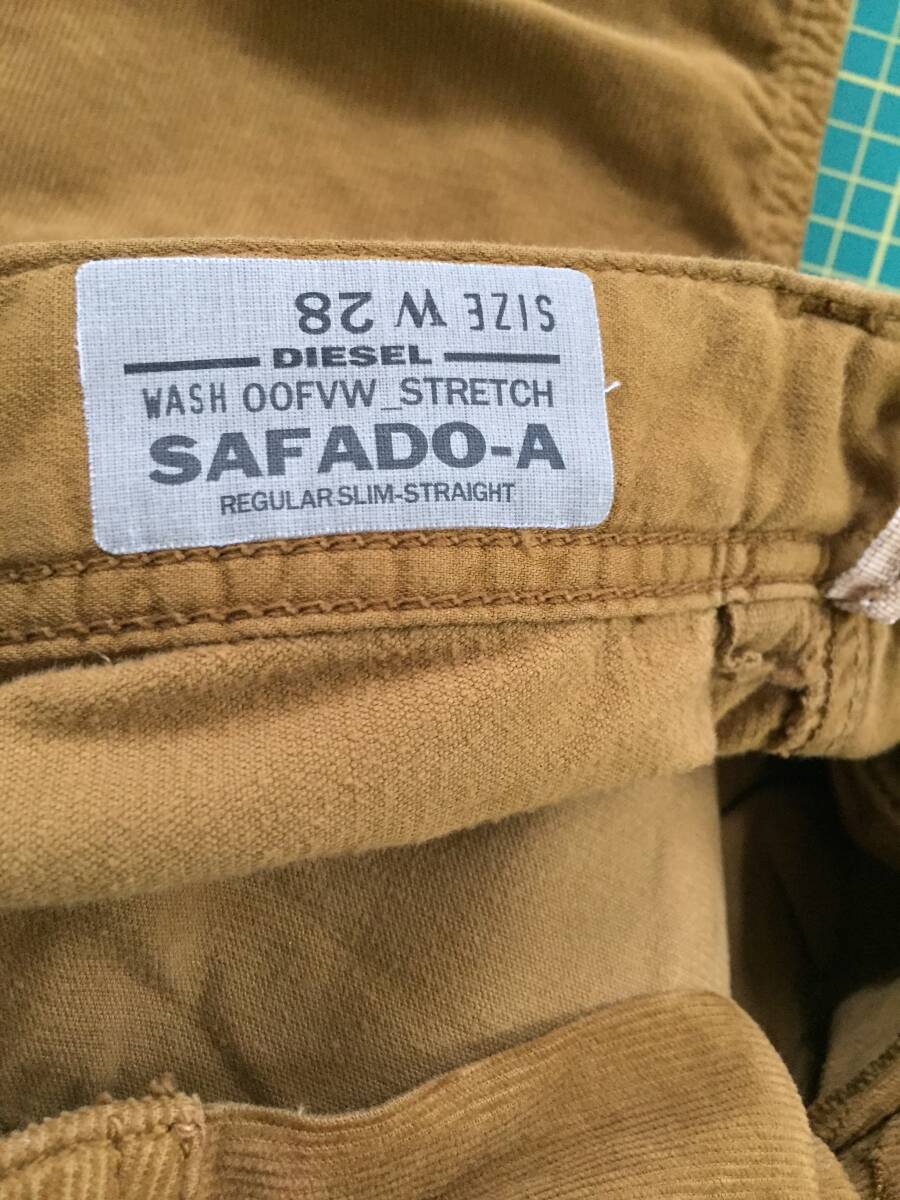 SIZE W 28
DIESEL
WASH 00FVW_STRETCH
SAFADO-A
REGULAR SLIM-STRAIGHT